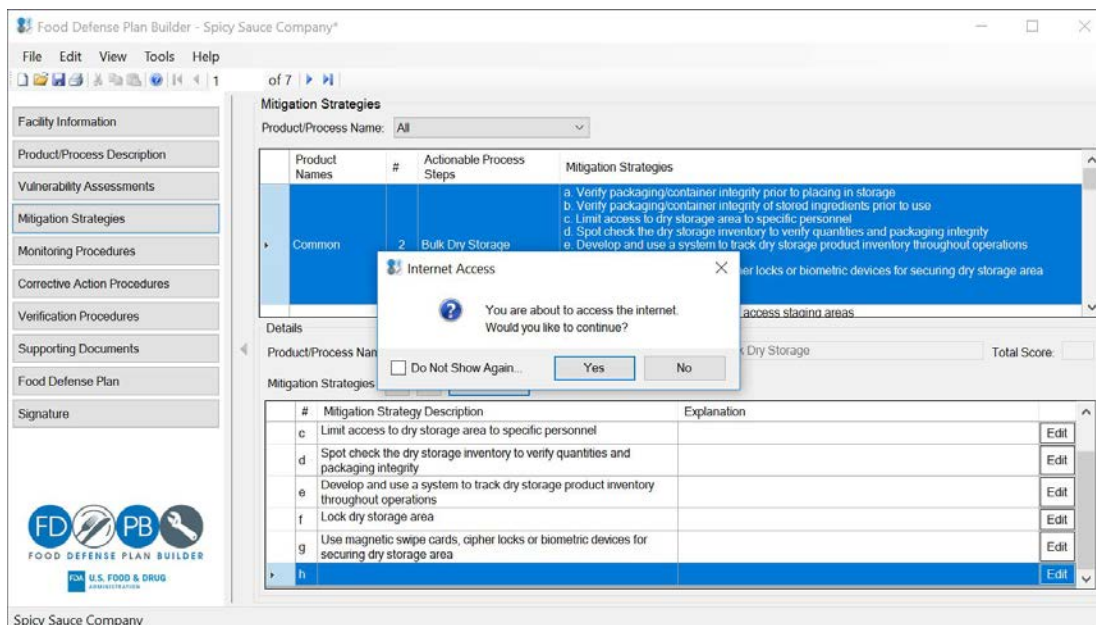 Food Defense Plan Builder - Spicy Sauce Company*
File Edit View Tools Help
1 of 7
Facility Information
Product/Process Description
Vulnerability Assessments
Mitigation Strategies
Monitoring Procedures
Corrective Action Procedures
Verification Procedures
Supporting Documents
Food Defense Plan
Signature
FD PB
FOOD DEFENSE PLAN BUILDER
FDA U.S. FOOD & DRUG
ADMINISTRATION
Mitigation Strategies
Product/Process Name: All
Product Names # Actionable Process Steps Mitigation Strategies
Common 2 Bulk Dry Storage
a. Verify packaging/container integrity prior to placing in storage
b. Verify packaging/container integrity of stored ingredients prior to use
c. Limit access to dry storage area to specific personnel
d. Spot check the dry storage inventory to verify quantities and packaging integrity
e. Develop and use a system to track dry storage product inventory throughout operations
locks or biometric devices for securing dry storage area
access staging areas
Internet Access
You are about to access the internet.
Would you like to continue?
Do Not Show Again...
Yes No
Details
Product/Process Dry Storage Total Score:
Mitigation Strategies
# Mitigation Strategy Description Explanation
c Limit access to dry storage area to specific personnel Edit
d Spot check the dry storage inventory to verify quantities and
packaging integrity Edit
e Develop and use a system to track dry storage product inventory
throughout operations Edit
f Lock dry storage area Edit
g Use magnetic swipe cards, cipher locks or biometric devices for
securing dry storage area Edit
h Edit
Spicy Sauce Company